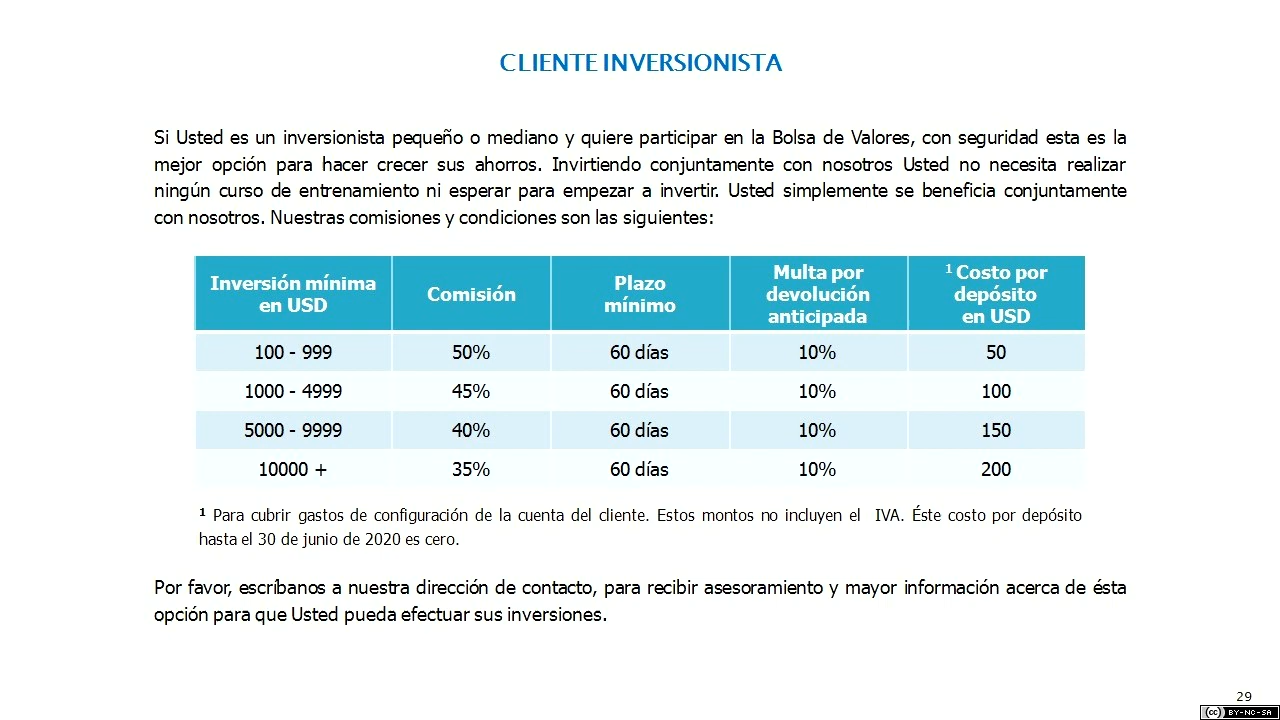 CLIENTE INVERSIONISTA
Si Usted es un inversionista pequeño o mediano y quiere participar en la Bolsa de Valores, con seguridad esta es la
mejor opción para hacer crecer sus ahorros. Invirtiendo conjuntamente con nosotros Usted no necesita realizar
ningún curso de entrenamiento ni esperar para empezar a invertir. Usted simplemente se beneficia conjuntamente
con nosotros. Nuestras comisiones y condiciones son las siguientes:
Inversión mínima
en USD
Comisión
Plazo
mínimo
Multa por
devolución
anticipada
¹ Costo por
depósito
en USD
100 - 999 50% 60 días 10% 50
1000 - 4999 45% 60 días 10% 100
5000 - 9999 40% 60 días 10% 150
10000 + 35% 60 días 10% 200
¹ Para cubrir gastos de configuración de la cuenta del cliente. Estos montos no incluyen el IVA. Éste costo por depósito
hasta el 30 de junio de 2020 es cero.
Por favor, escríbanos a nuestra dirección de contacto, para recibir asesoramiento y mayor información acerca de ésta
opción para que Usted pueda efectuar sus inversiones.
29
cc BY-NC-SA